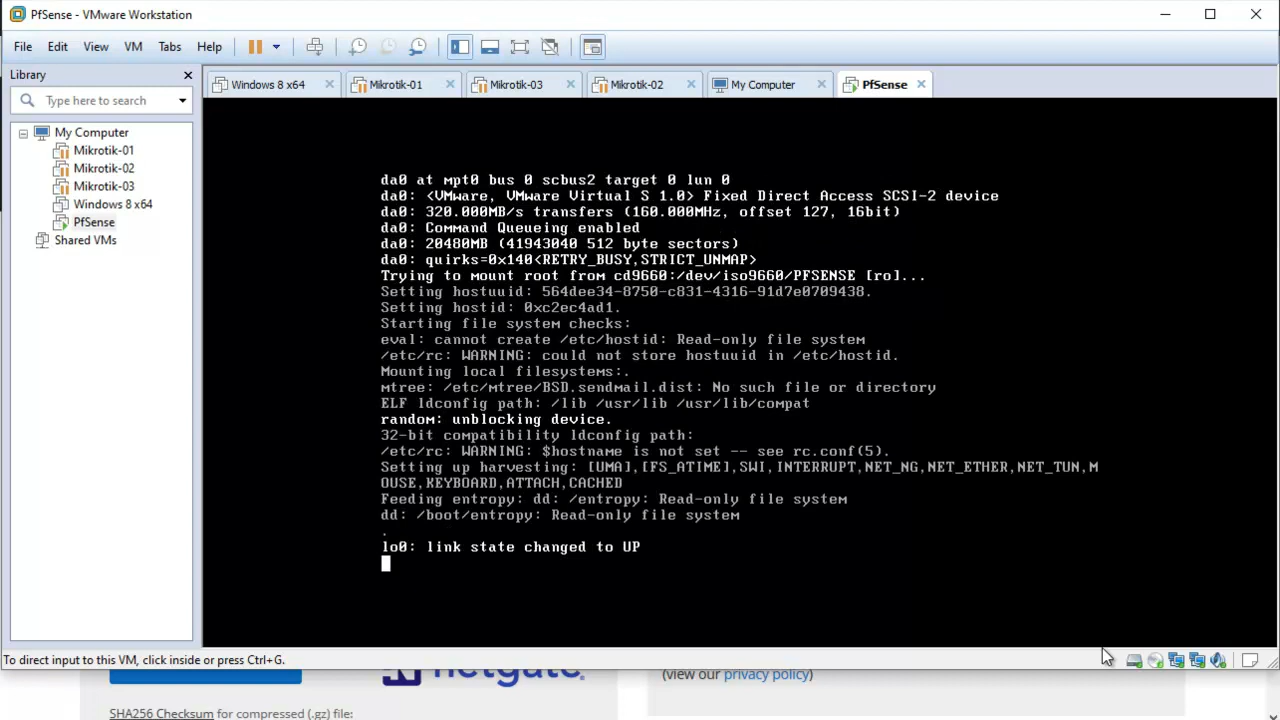 PfSense - VMware Workstation
File Edit View VM Tabs Help
Library
Type here to search
My Computer
Mikrotik-01
Mikrotik-02
Mikrotik-03
Windows 8 x64
PfSense
Shared VMs
Windows 8 x64 Mikrotik-01 Mikrotik-03 Mikrotik-02 My Computer PfSense
da0 at mpt0 bus 0 scbus2 target 0 lun 0
da0: <VMware, VMware Virtual S 1.0> Fixed Direct Access SCSI-2 device
da0: 320.000MB/s transfers (160.000MHz, offset 127, 16bit)
da0: Command Queueing enabled
da0: 20480MB (41943040 512 byte sectors)
da0: quirks=0x140<RETRY_BUSY,STRICT_UNMAP>
Trying to mount root from cd9660:/dev/iso9660/PFSENSE [ro]...
Setting hostuuid: 564dee34-8750-c831-4316-91d7e0709438.
Setting hostid: 0xc2ec4ad1.
Starting file system checks:
eval: cannot create /etc/hostid: Read-only file system
/etc/rc: WARNING: could not store hostuuid in /etc/hostid.
Mounting local filesystems:.
mtree: /etc/mtree/BSD.sendmail.dist: No such file or directory
ELF ldconfig path: /lib /usr/lib /usr/lib/compat
random: unblocking device.
32-bit compatibility ldconfig path:
/etc/rc: WARNING: $hostname is not set -- see rc.conf(5).
Setting up harvesting: [UMA],[FS_ATIME],SWI,INTERRUPT,NET_NG,NET_ETHER,NET_TUN,M
OUSE,KEYBOARD,ATTACH,CACHED
Feeding entropy: dd: /entropy: Read-only file system
dd: /boot/entropy: Read-only file system
.
lo0: link state changed to UP
To direct input to this VM, click inside or press Ctrl+G.
netgate
(view our privacy policy)
SHA256 Checksum for compressed (.gz) file: